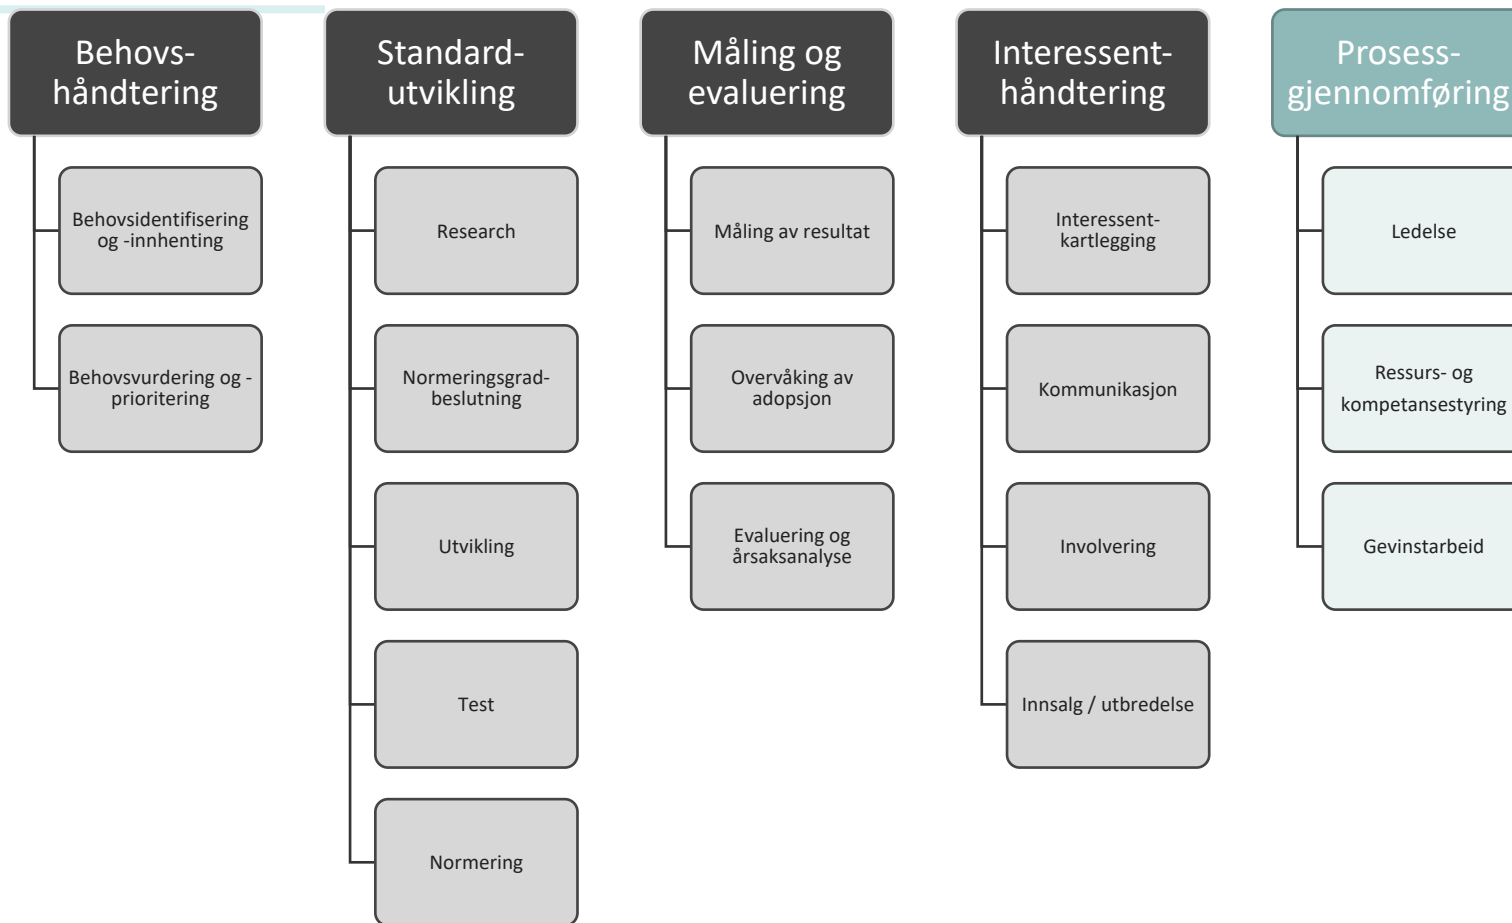 Behovs-
håndtering
Behovsidentifisering
og -innhenting
Behovsvurdering og -
prioritering
Standard-
utvikling
Research
Normeringsgrad-
beslutning
Utvikling
Test
Normering
Måling og
evaluering
Måling av resultat
Overvåking av
adopsjon
Evaluering og
årsaksanalyse
Interessent-
håndtering
Interessent-
kartlegging
Kommunikasjon
Involvering
Innsalg / utbredelse
Prosess-
gjennomføring
Ledelse
Ressurs- og
kompetansestyring
Gevinstarbeid